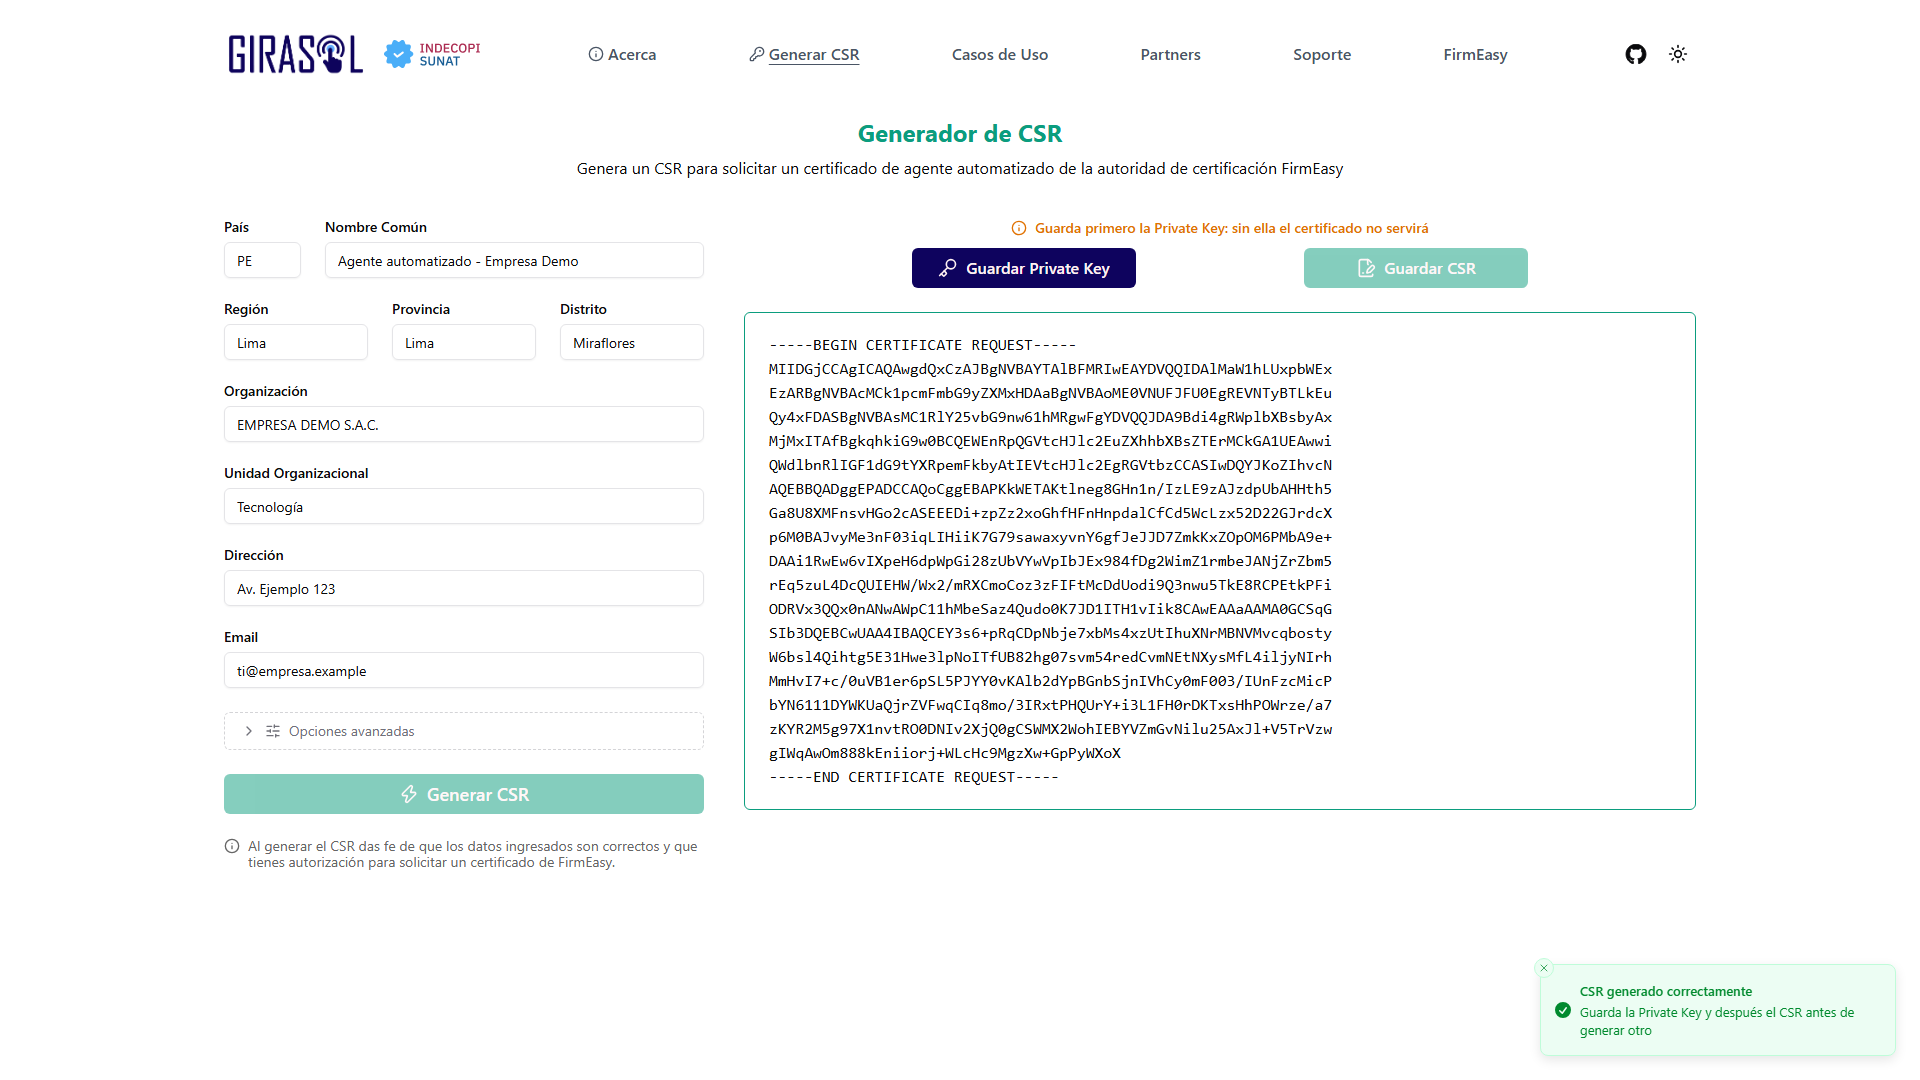 GIRASOL
INDECOPI
SUNAT
Acerca
Generar CSR
Casos de Uso
Partners
Soporte
FirmEasy
Generador de CSR
Genera un CSR para solicitar un certificado de agente automatizado de la autoridad de certificación FirmEasy
País
Nombre Común
PE
Agente automatizado - Empresa Demo
Región
Provincia
Distrito
Lima
Lima
Miraflores
Organización
EMPRESA DEMO S.A.C.
Unidad Organizacional
Tecnología
Dirección
Av. Ejemplo 123
Email
ti@empresa.example
Opciones avanzadas
Generar CSR
Al generar el CSR das fe de que los datos ingresados son correctos y que
tienes autorización para solicitar un certificado de FirmEasy.
Guarda primero la Private Key: sin ella el certificado no servirá
Guardar Private Key
Guardar CSR
-----BEGIN CERTIFICATE REQUEST-----
MIIDGjCCAgICAQAwgdQxCzAJBgNVBAYTAlBFMRIwEAYDVQQIDAlMaW1hLUxpbWEx
EzARBgNVBAcMCk1pcmFmbG9yZXMxHDAaBgNVBAoME0VNUFJFU0EgREVNTyBTLkEu
Qy4xFDASBgNVBAsMC1RlY25vbG9nw61hMRgwFgYDVQQJDA9Bdi4gRWplbXBsbyAx
MjMxITAfBgkqhkiG9w0BCQEWEnRpQGVtcHJlc2EuZXhhbXBsZTErMCkGA1UEAwwi
QWdlbnRlIGF1dG9tYXRpemFkbyAtIEVtcHJlc2EgRGVtbzCCASIwDQYJKoZIhvcN
AQEBBQADggEPADCCAQoCggEBAPKkWETAKtlneg8GHn1n/IzLE9zAJzdpUbAHHth5
Ga8U8XMFnsvHGo2cASEEEDi+zpZz2xoGhfHFnHnpdalCfCd5WcLzx52D22GJrdcX
p6M0BAJvyMe3nF03iqLIHiiK7G79sawaxyvnY6gfJeJJD7ZmkKxZOpOM6PMbA9e+
DAAi1RwEw6vIXpeH6dpWpGi28zUbVYwVpIbJEx984fDg2WimZ1rmbeJANjZrZbm5
rEq5zuL4DcQUIEHW/Wx2/mRXCmoCoz3zFIFtMcDdUodi9Q3nwu5TkE8RCPEtkPFi
ODRVx3QQx0nANwAWpC11hMbeSaz4Qudo0K7JD1ITH1vIik8CAwEAAaAAMA0GCSqG
SIb3DQEBCwUAA4IBAQCEY3s6+pRqCDpNbje7xbMs4xzUtIhuXNrMBNVMvcqbosty
W6bsl4Qihtg5E31Hwe3lpNoITfUB82hg07svm54redCvmNEtNXysMfL4iljyNIrh
MmHvI7+c/0uVB1er6pSL5PJYY0vKAlb2dYpBGnbSjnIVhCy0mF003/IUnFzcMicP
bYN6111DYWKUaQjrZVFwqCIq8mo/3IRxtPHQUrY+i3L1FH0rDKTxsHhPOWrze/a7
zKYR2M5g97X1nvtRO0DNIv2XjQ0gCSWMX2WohIEBYVZmGvNilu25AxJl+V5TrVzw
gIWqAwOm888kEniiorj+WLcHc9MgzXw+GpPyWXoX
-----END CERTIFICATE REQUEST-----
CSR generado correctamente
Guarda la Private Key y después el CSR antes de
generar otro